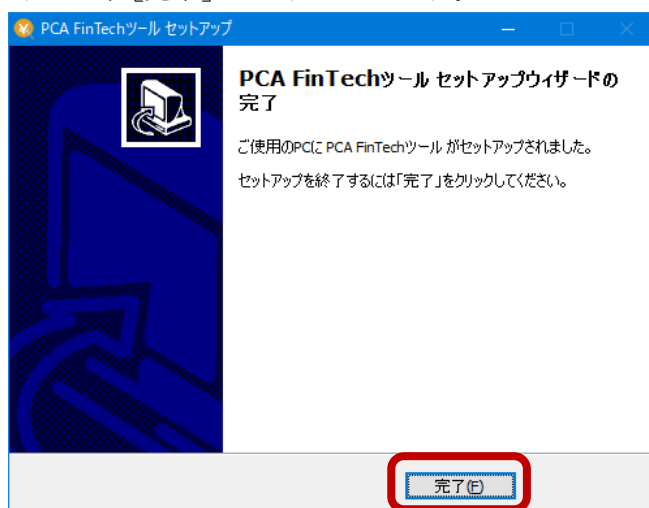 PCA FinTechツール セットアップ
PCA FinTechツール セットアップウィザードの
完了
ご使用のPCに PCA FinTechツール がセットアップされました。
セットアップを終了するには「完了」をクリックしてください。
完了(F)